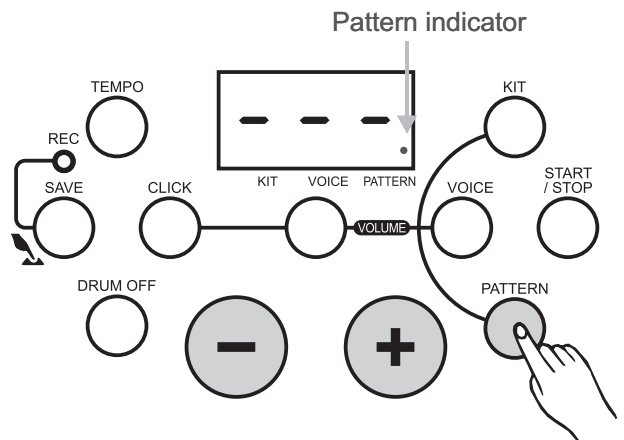 Pattern indicator
TEMPO
KIT
- - -
REC
KIT VOICE PATTERN
SAVE
CLICK
VOLUME
VOICE
START
/ STOP
DRUM OFF
PATTERN
- +